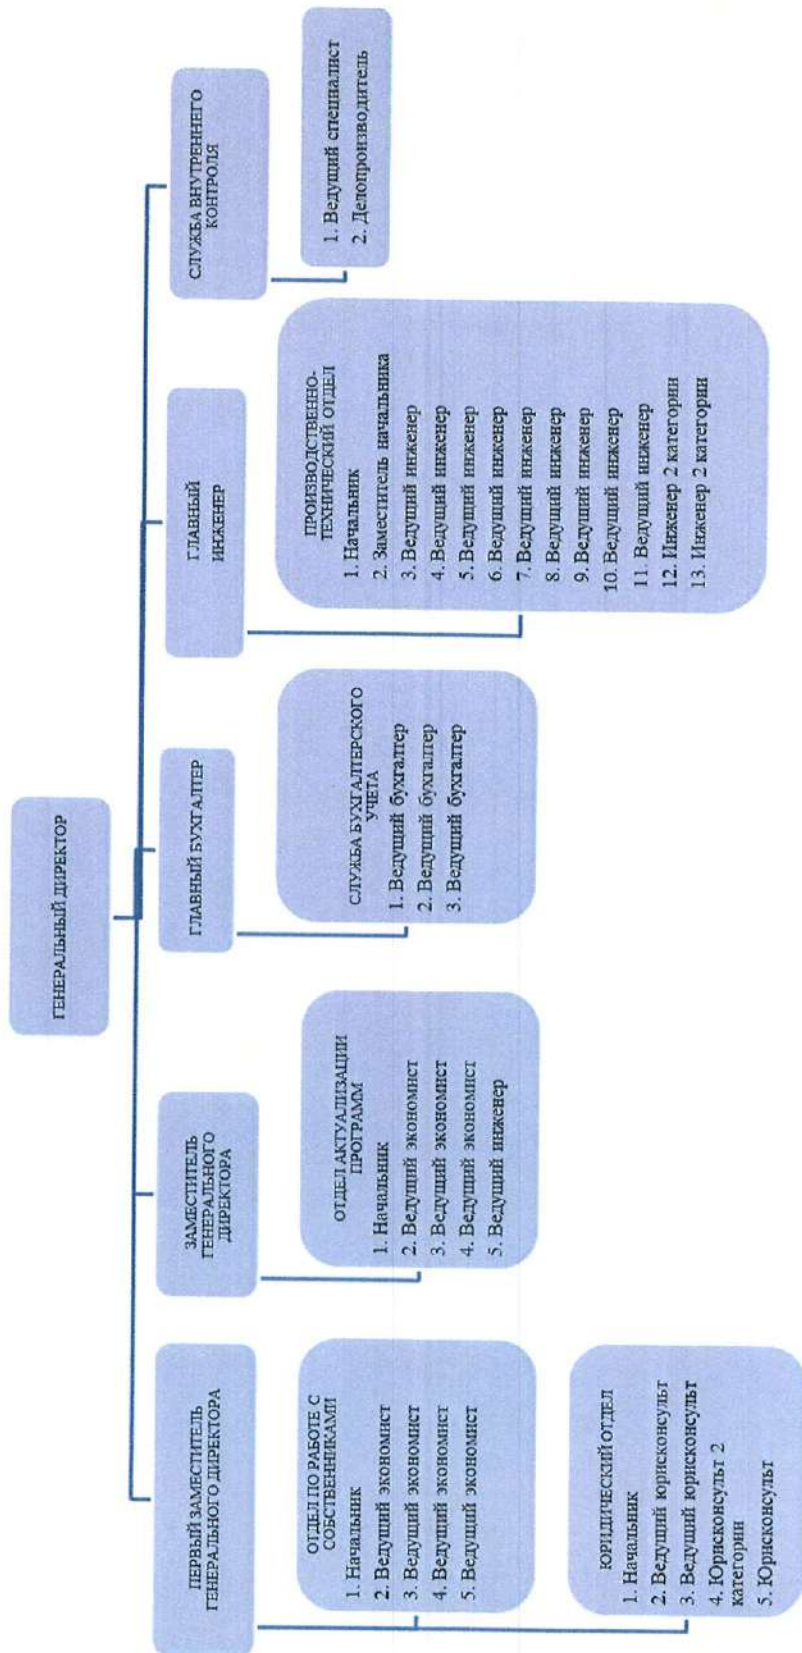 ГЕНЕРАЛЬНЫЙ ДИРЕКТОР
ПЕРВЫЙ ЗАМЕСТИТЕЛЬ
ГЕНЕРАЛЬНОГО ДИРЕКТОРА
ОТДЕЛ ПО РАБОТЕ С
СОБСТВЕННИКАМИ
1. Начальник
2. Ведущий экономист
3. Ведущий экономист
4. Ведущий экономист
5. Ведущий экономист
ЮРИДИЧЕСКИЙ ОТДЕЛ
1. Начальник
2. Ведущий юрисконсульт
3. Ведущий юрисконсульт
4. Юрисконсульт 2
категории
5. Юрисконсульт
ЗАМЕСТИТЕЛЬ
ГЕНЕРАЛЬНОГО
ДИРЕКТОРА
ОТДЕЛ АКТУАЛИЗАЦИИ
ПРОГРАММ
1. Начальник
2. Ведущий экономист
3. Ведущий экономист
4. Ведущий экономист
5. Ведущий инженер
ГЛАВНЫЙ БУХГАЛТЕР
СЛУЖБА БУХГАЛТЕРСКОГО
УЧЕТА
1. Ведущий бухгалтер
2. Ведущий бухгалтер
3. Ведущий бухгалтер
ГЛАВНЫЙ
ИНЖЕНЕР
ПРОИЗВОДСТВЕННО-
ТЕХНИЧЕСКИЙ ОТДЕЛ
1. Начальник
2. Заместитель начальника
3. Ведущий инженер
4. Ведущий инженер
5. Ведущий инженер
6. Ведущий инженер
7. Ведущий инженер
8. Ведущий инженер
9. Ведущий инженер
10. Ведущий инженер
11. Ведущий инженер
12. Инженер 2 категории
13. Инженер 2 категории
СЛУЖБА ВНУТРЕННЕГО
КОНТРОЛЯ
1. Ведущий специалист
2. Делопроизводитель